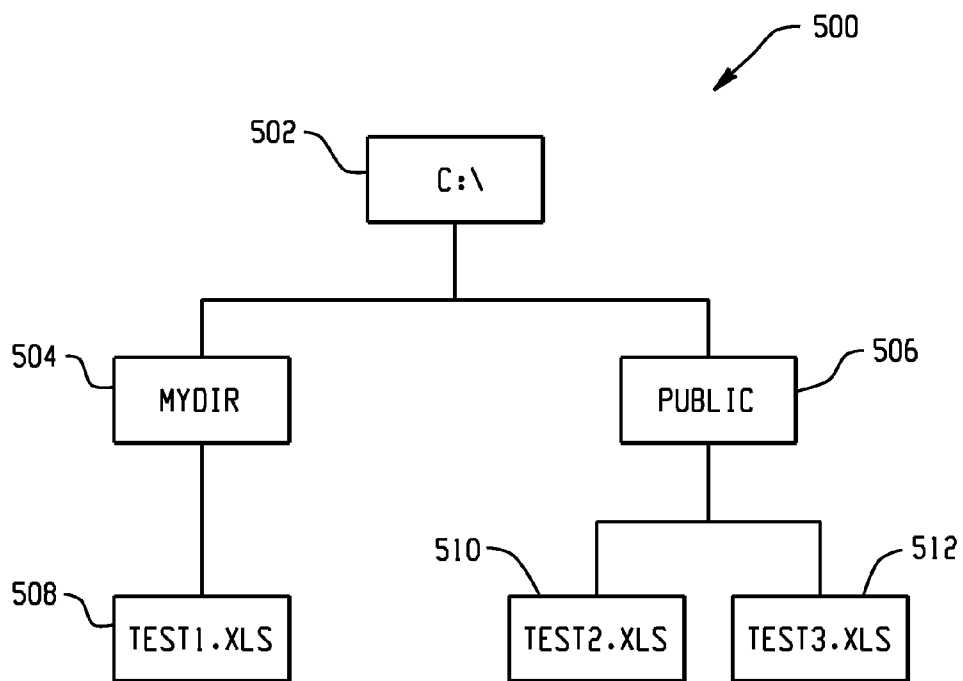 500
502
C:\
504
MYDIR
506
PUBLIC
508
TEST1.XLS
510
TEST2.XLS
512
TEST3.XLS